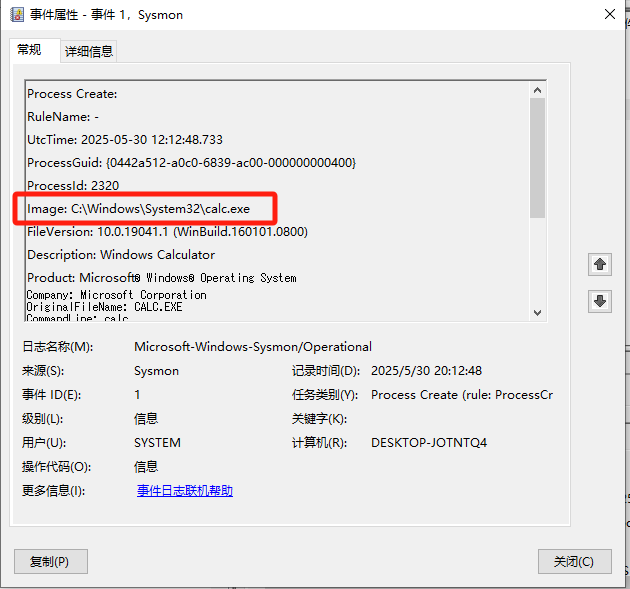 事件属性 - 事件 1，Sysmon
常规
详细信息
Process Create:
RuleName: -
UtcTime: 2025-05-30 12:12:48.733
ProcessGuid: {0442a512-a0c0-6839-ac00-000000000400}
ProcessId: 2320
Image: C:\Windows\System32\calc.exe
FileVersion: 10.0.19041.1 (WinBuild.160101.0800)
Description: Windows Calculator
Product: Microsoft® Windows® Operating System
Company: Microsoft Corporation
OriginalFileName: CALC.EXE
CommandLine: calc
日志名称(M): Microsoft-Windows-Sysmon/Operational
来源(S): Sysmon 记录时间(D): 2025/5/30 20:12:48
事件 ID(E): 1 任务类别(Y): Process Create (rule: ProcessCr
级别(L): 信息 关键字(K):
用户(U): SYSTEM 计算机(R): DESKTOP-JOTNTQ4
操作代码(O): 信息
更多信息(I): 事件日志联机帮助
复制(P) 关闭(C)